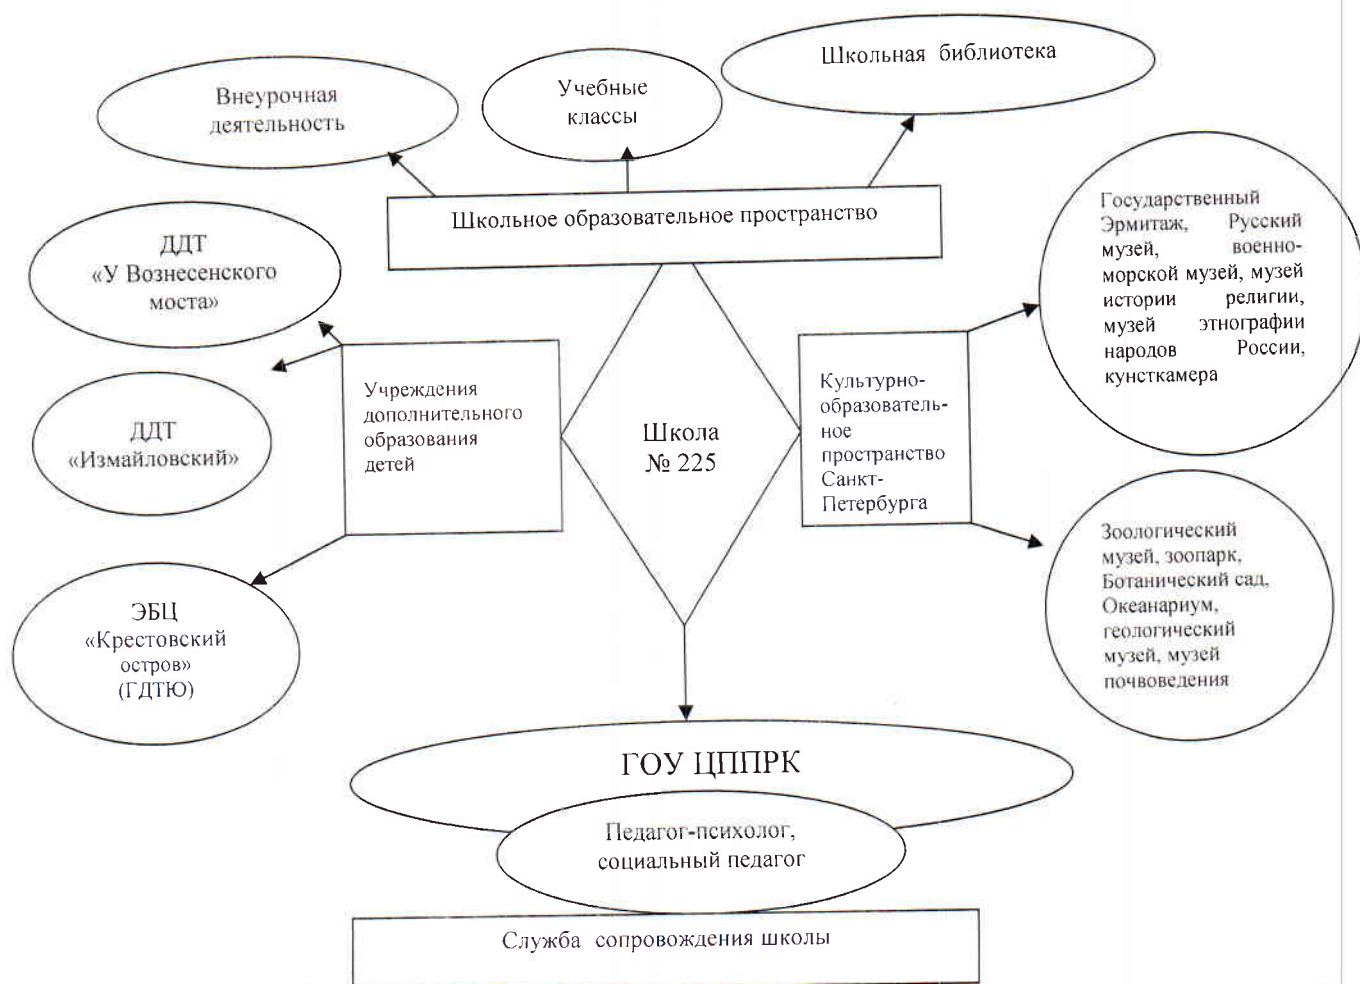 Школьная библиотека
Учебные
классы
Внеурочная
деятельность
Школьное образовательное пространство
Государственный
Эрмитаж, Русский
музей, военно-
морской музей, музей
истории религии,
музей этнографии
народов России,
кунсткамера
ДДТ
«У Вознесенского
моста»
Учреждения
дополнительного
образования
детей
Культурно-
образователь-
ное
пространство
Санкт-
Петербурга
Школа
№ 225
ДДТ
«Измайловский»
Зоологический
музей, зоопарк,
Ботанический сад,
Океанариум,
геологический
музей, музей
почвоведения
ЭБЦ
«Крестовский
остров»
(ГДТЮ)
ГОУ ЦППРК
Педагог-психолог,
социальный педагог
Служба сопровождения школы